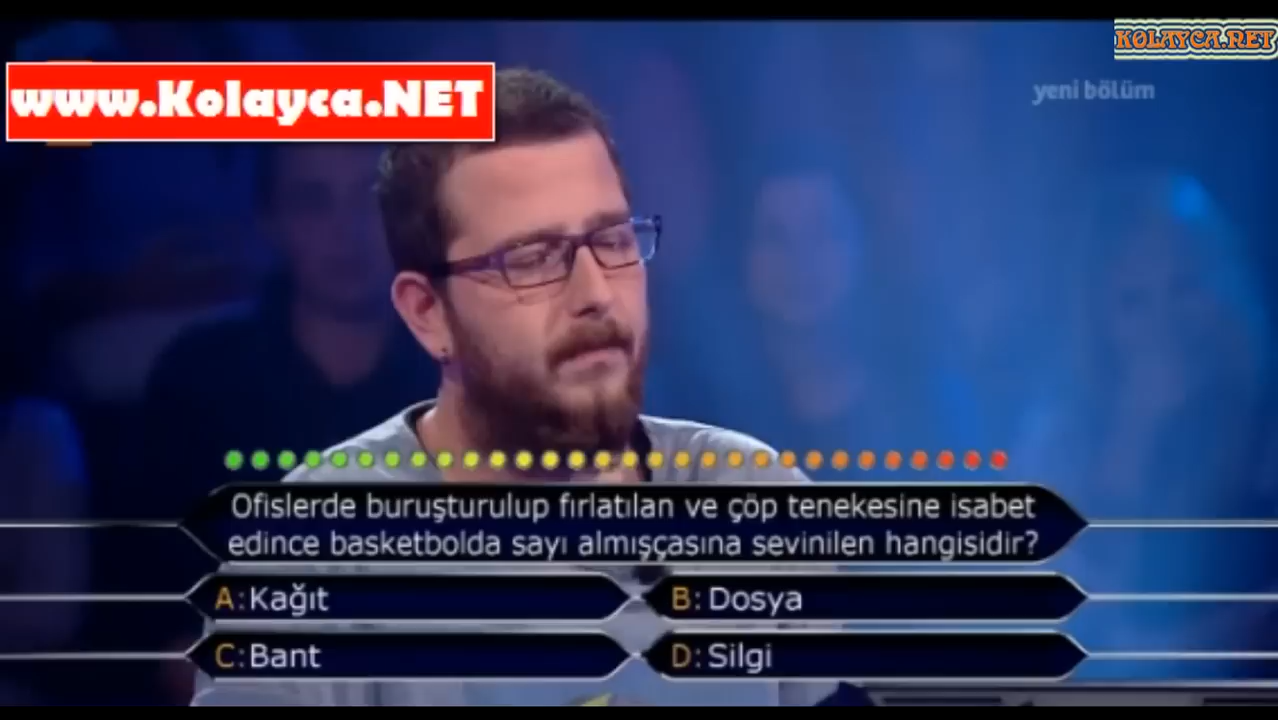 KOLAYCA.NET
www.Kolayca.NET
yeni bölüm
Ofislerde buruşturulup fırlatılan ve çöp tenekesine isabet
edince basketbolda sayı almışçasına sevinilen hangisidir?
A: Kağıt
B: Dosya
C: Bant
D: Silgi